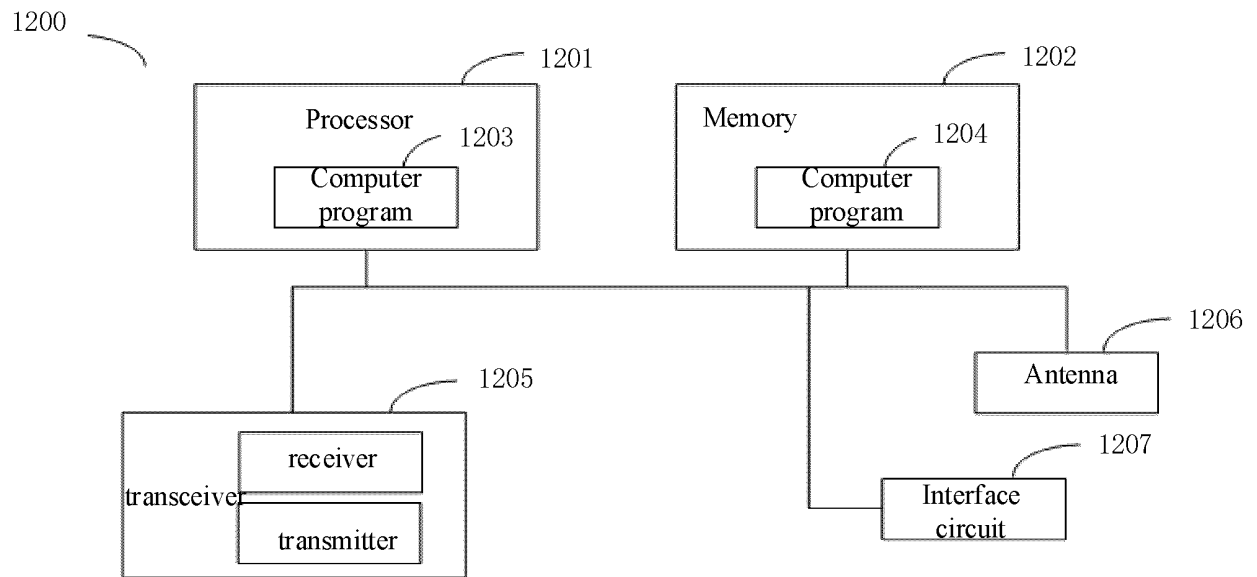 1200
1201
1202
Processor
Memory
1203
1204
Computer
program
Computer
program
1206
Antenna
1205
receiver
transceiver
transmitter
1207
Interface
circuit